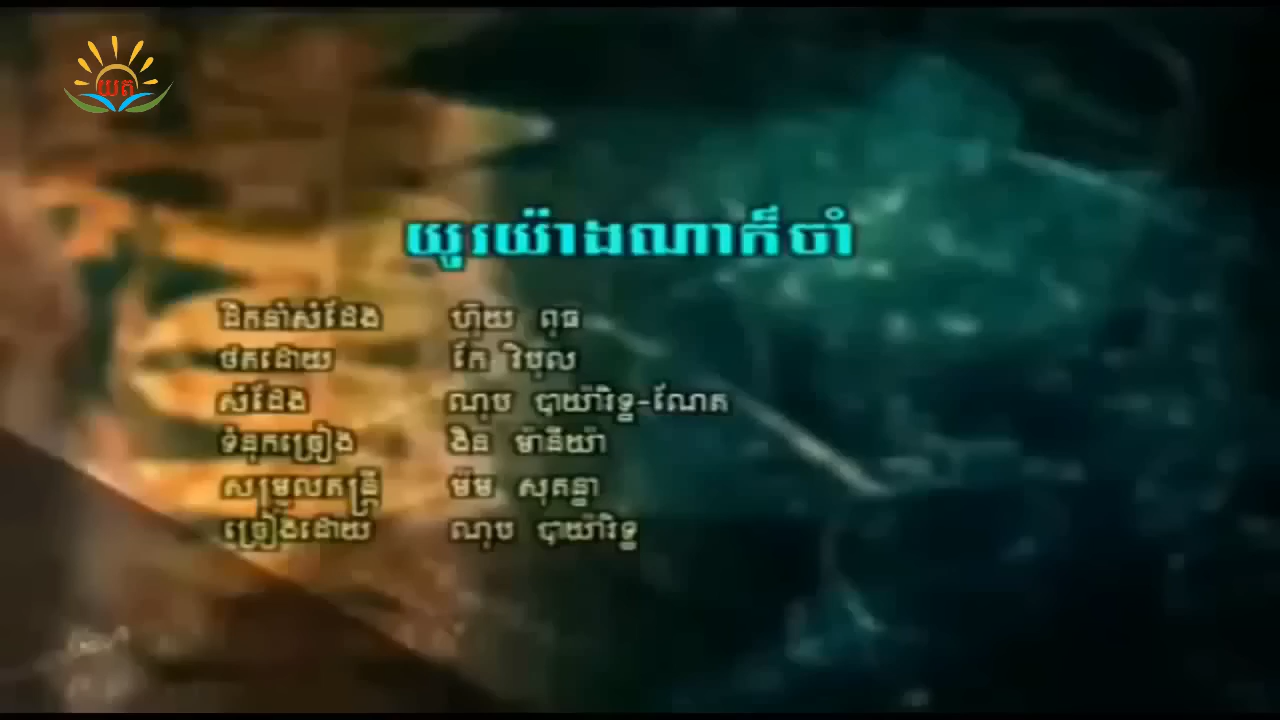 យត
យូរយ៉ាងណាក៏ចាំ
ដឹកនាំសំដែង ហ៊ុយ ពុធ
ថតដោយ កែ វិបុល
សំដែង ណុប បាយ៉ារិទ្ធ-ណែត
ទំនុកច្រៀង ងិន ម៉ានីយ៉ា
សម្រួលតន្ត្រី ម៉ម សុគន្ធា
ច្រៀងដោយ ណុប បាយ៉ារិទ្ធ